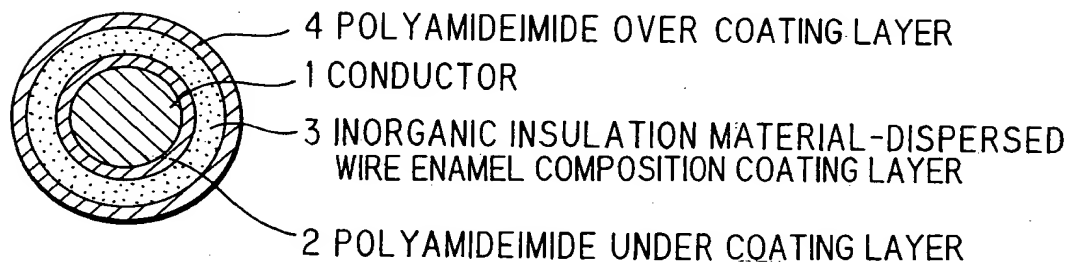 4 POLYAMIDEIMIDE OVER COATING LAYER
1 CONDUCTOR
3 INORGANIC INSULATION MATERIAL-DISPERSED
WIRE ENAMEL COMPOSITION COATING LAYER
2 POLYAMIDEIMIDE UNDER COATING LAYER